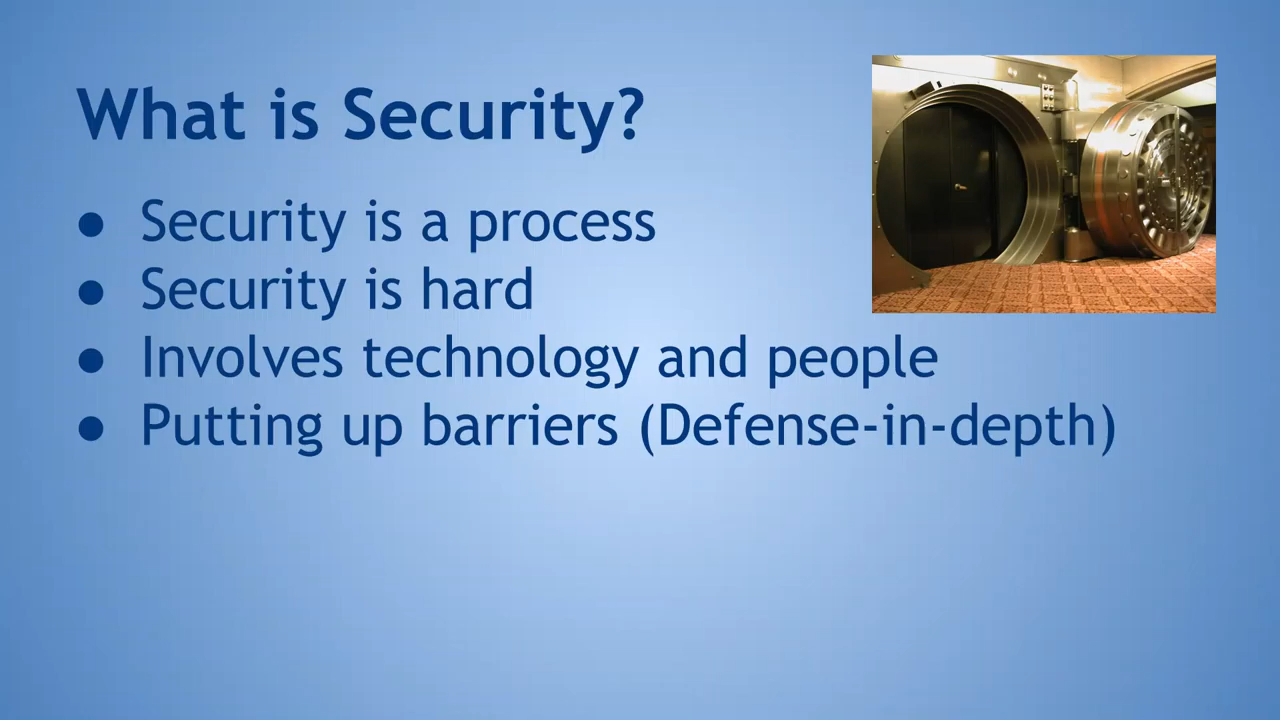 What is Security?
● Security is a process
● Security is hard
● Involves technology and people
● Putting up barriers (Defense-in-depth)